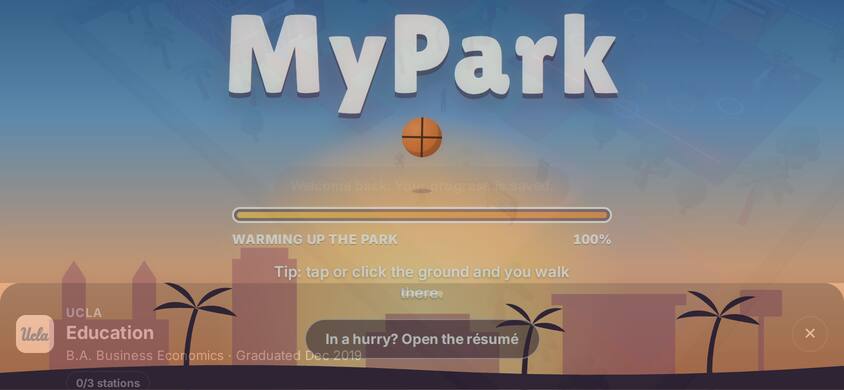 MyPark
Welcome back. Your progress is saved.
WARMING UP THE PARK
100%
Tip: tap or click the ground and you walk
there.
In a hurry? Open the résumé
Ucla
UCLA
Education
B.A. Business Economics · Graduated Dec 2019
0/3 stations
×